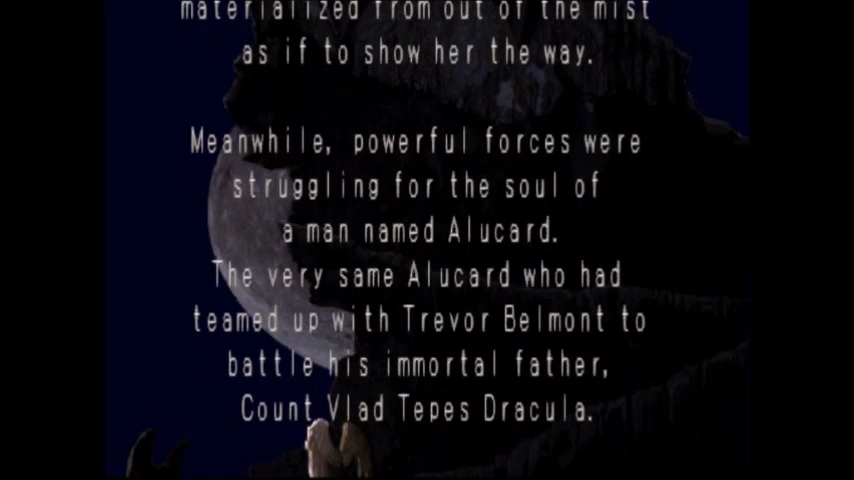 materialized from out of the mist
as if to show her the way.
Meanwhile, powerful forces were
struggling for the soul of
a man named Alucard.
The very same Alucard who had
teamed up with Trevor Belmont to
battle his immortal father,
Count Vlad Tepes Dracula.